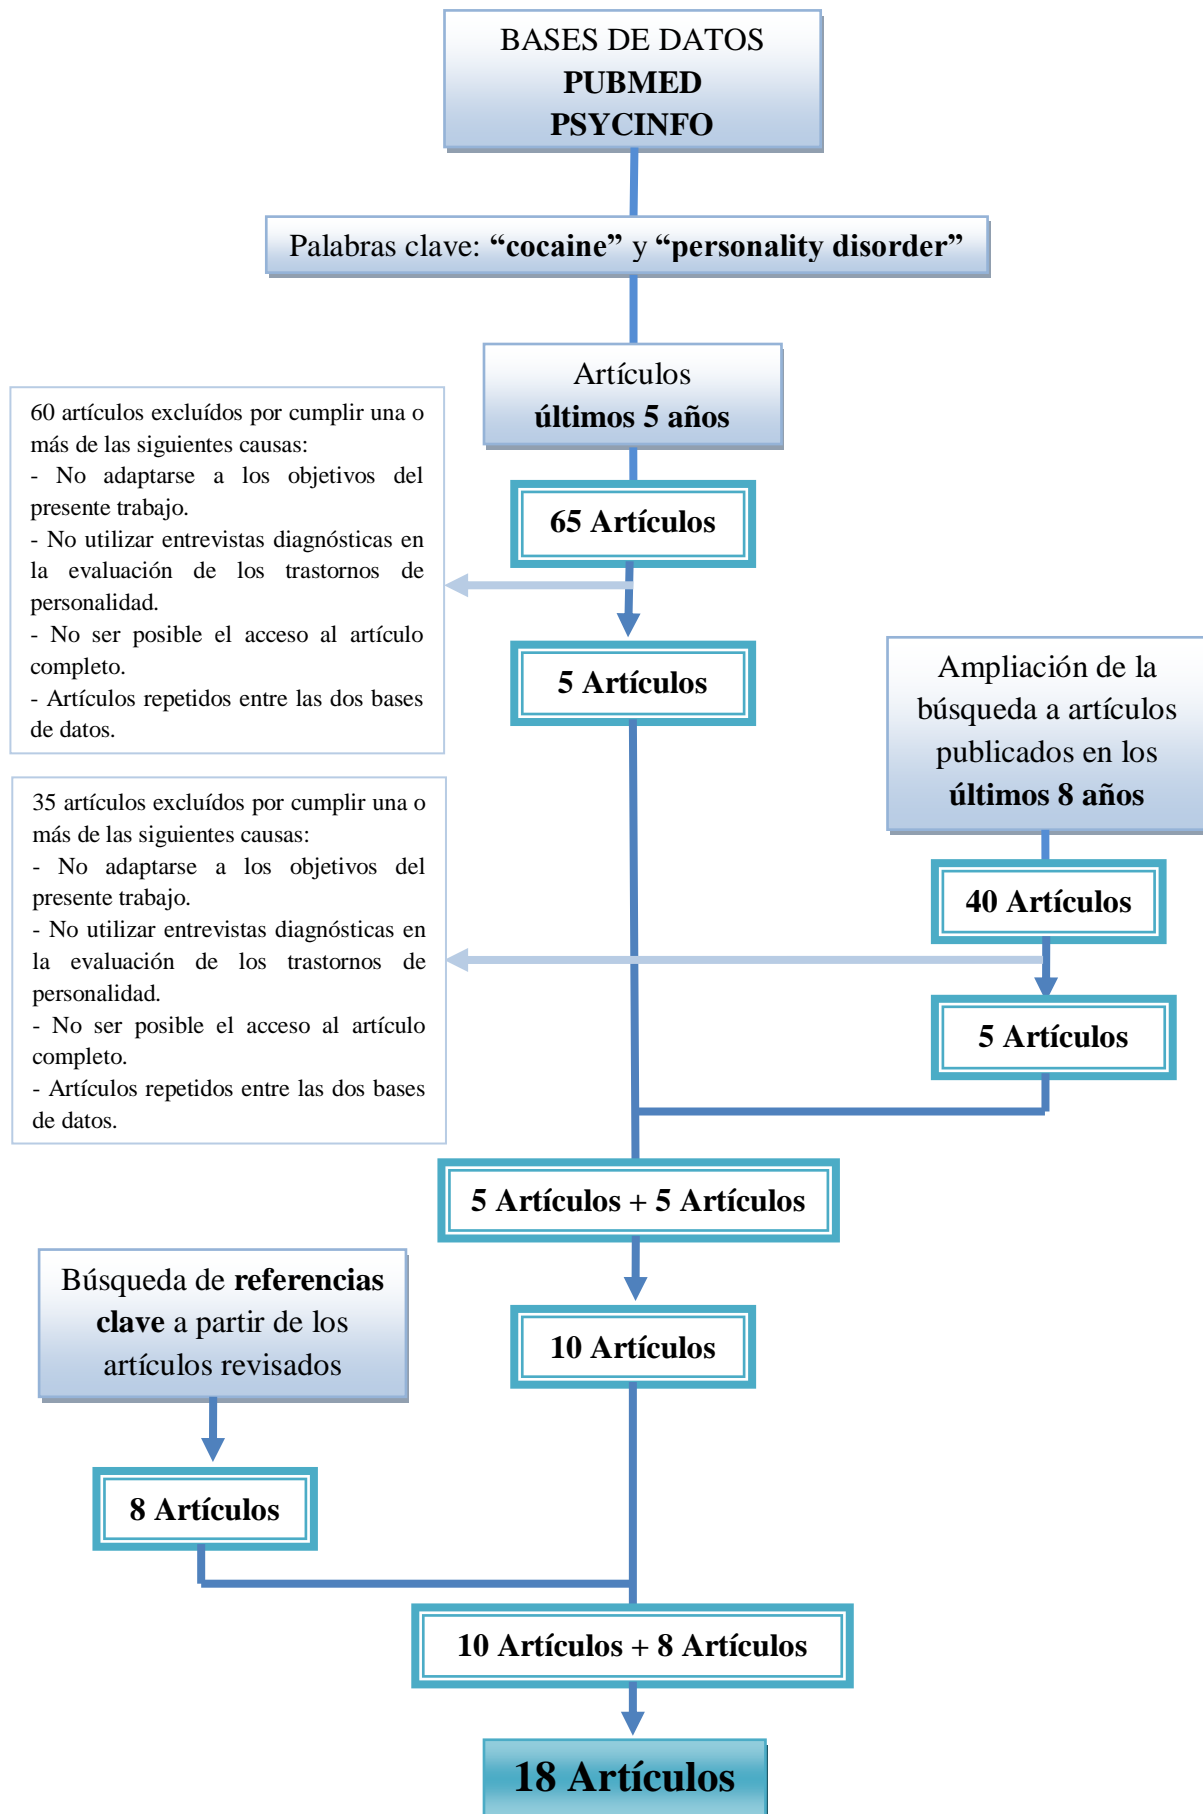 BASES DE DATOS
PUBMED
PSYCINFO
Palabras clave: “cocaine” y “personality disorder”
Artículos
últimos 5 años
60 artículos excluídos por cumplir una o
más de las siguientes causas:
- No adaptarse a los objetivos del
presente trabajo.
- No utilizar entrevistas diagnósticas en
la evaluación de los trastornos de
personalidad.
- No ser posible el acceso al artículo
completo.
- Artículos repetidos entre las dos bases
de datos.
65 Artículos
5 Artículos
Ampliación de la
búsqueda a artículos
publicados en los
últimos 8 años
35 artículos excluídos por cumplir una o
más de las siguientes causas:
- No adaptarse a los objetivos del
presente trabajo.
- No utilizar entrevistas diagnósticas en
la evaluación de los trastornos de
personalidad.
- No ser posible el acceso al artículo
completo.
- Artículos repetidos entre las dos bases
de datos.
40 Artículos
5 Artículos
5 Artículos + 5 Artículos
Búsqueda de referencias
clave a partir de los
artículos revisados
10 Artículos
8 Artículos
10 Artículos + 8 Artículos
18 Artículos